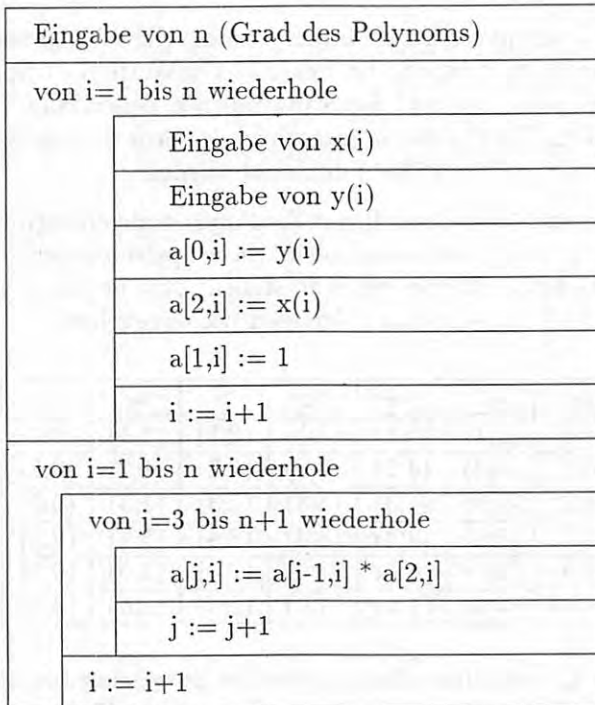 Eingabe von n (Grad des Polynoms)
von i=1 bis n wiederhole
Eingabe von x(i)
Eingabe von y(i)
a[0,i] := y(i)
a[2,i] := x(i)
a[1,i] := 1
i := i+1
von i=1 bis n wiederhole
von j=3 bis n+1 wiederhole
a[j,i] := a[j-1,i] * a[2,i]
j := j+1
i := i+1